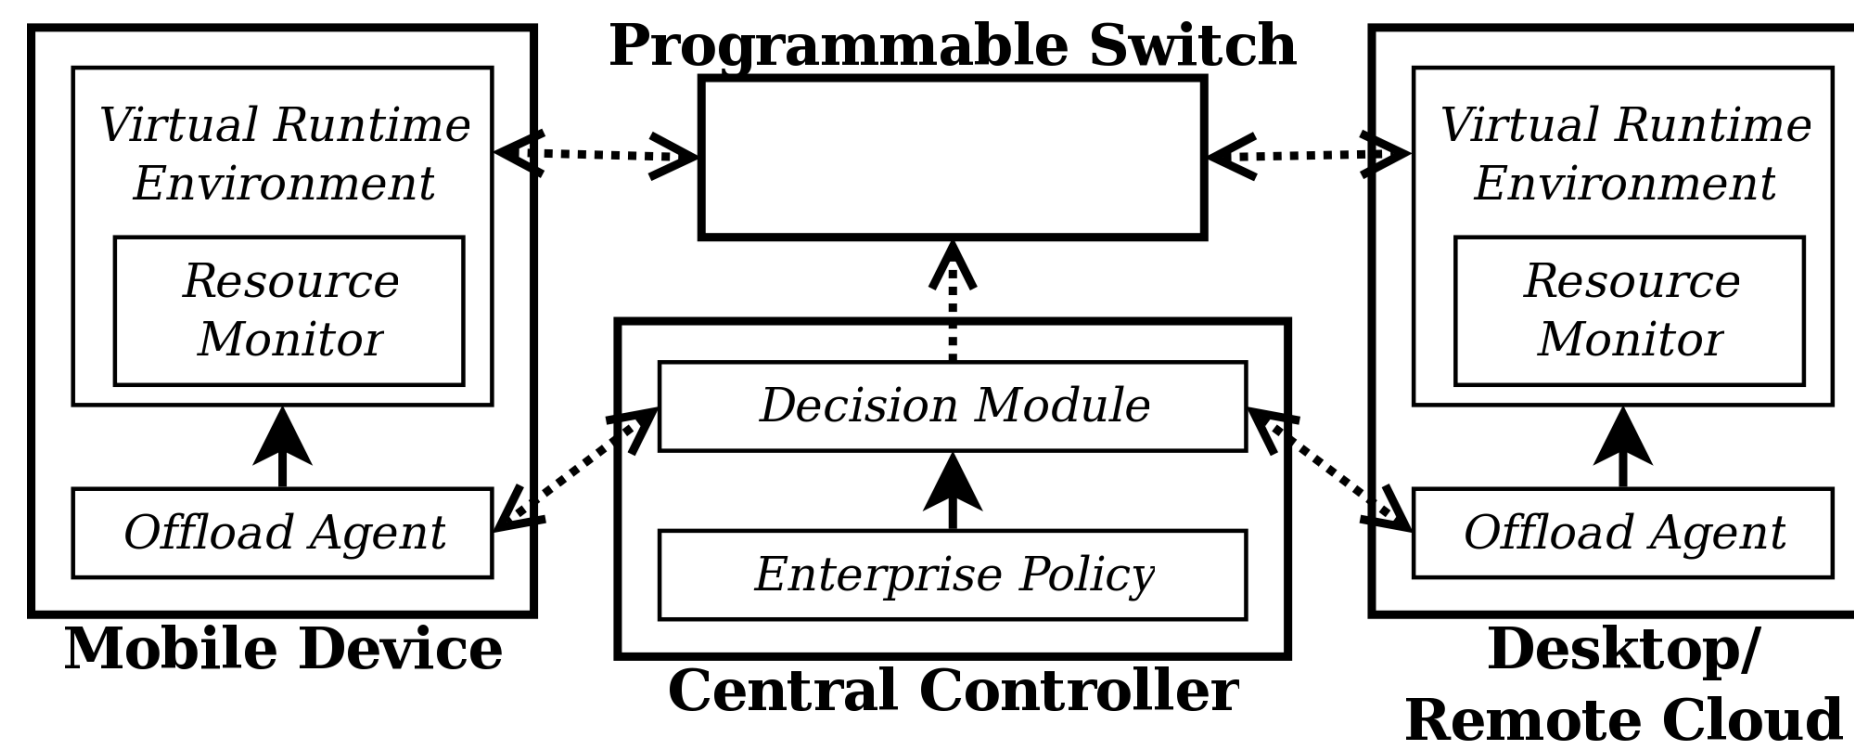 Programmable Switch
Virtual Runtime
Environment
Resource
Monitor
Offload Agent
Mobile Device
Decision Module
Enterprise Policy
Central Controller
Virtual Runtime
Environment
Resource
Monitor
Offload Agent
Desktop/
Remote Cloud